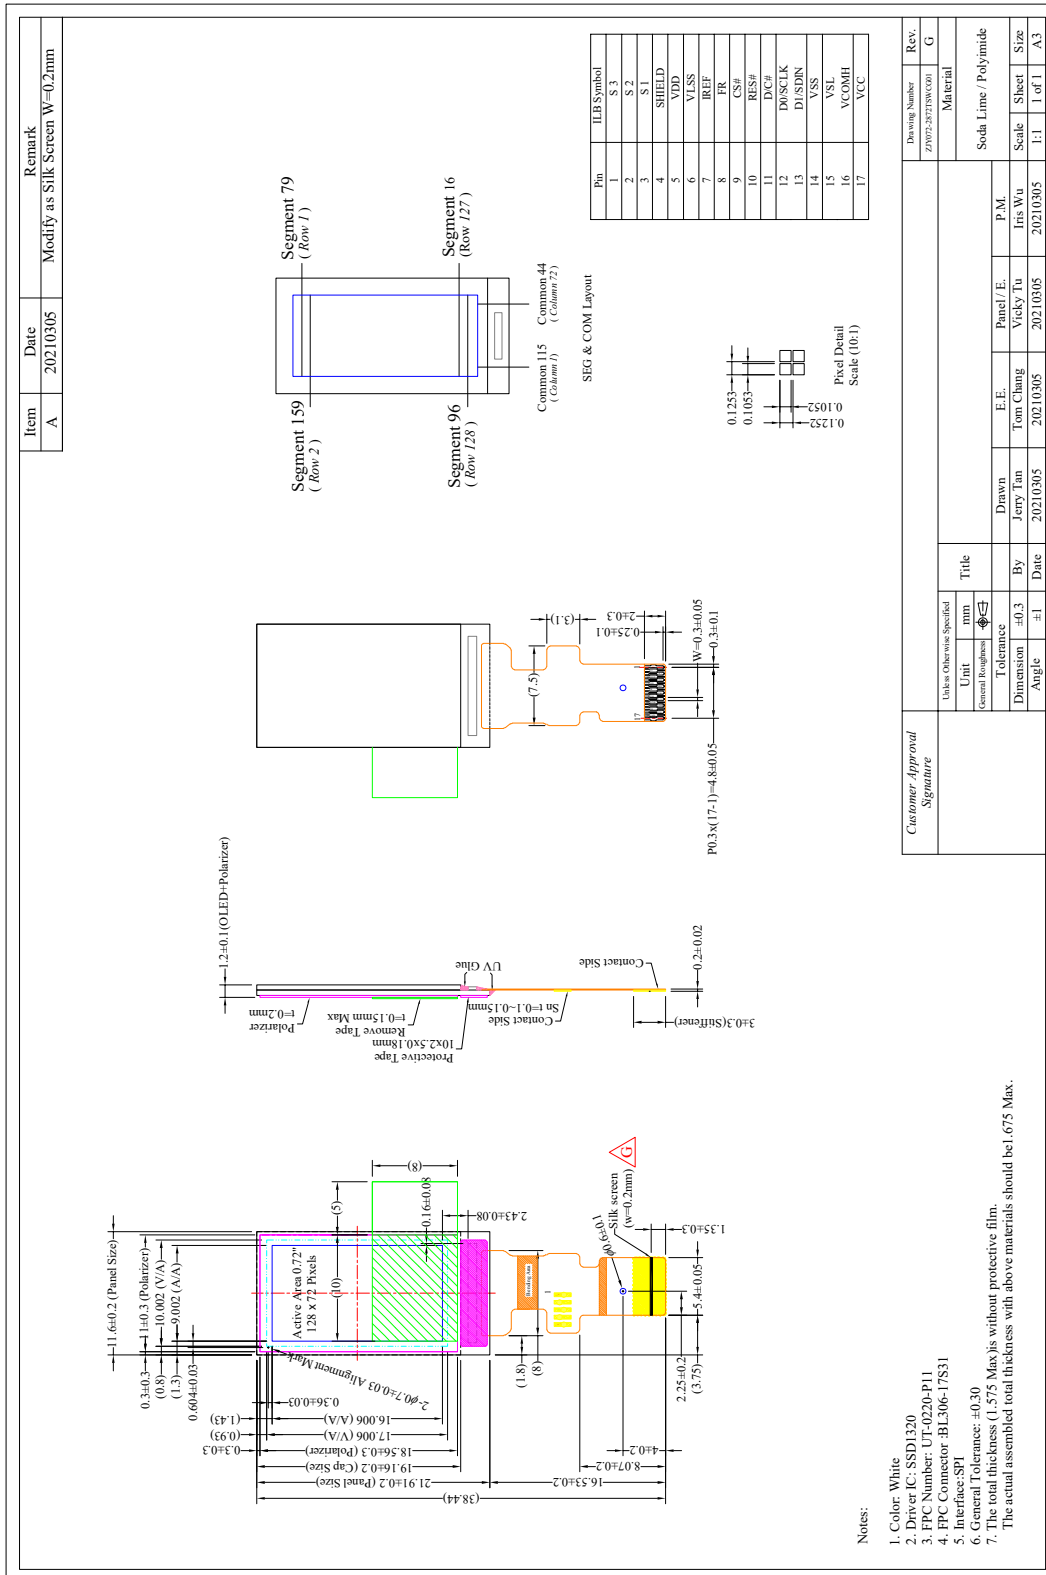 Item Date Remark
A 20210305 Modify as Silk Screen W=0.2mm
11.6±0.2 (Panel Size)
11±0.3 (Polarizer)
10.002 (V/A)
9.002 (A/A)
0.3±0.3
(0.8)
(1.3)
0.604±0.03
Active Area 0.72"
128 x 72 Pixels
(10)
(5)
(8)
0.16±0.08
2.43±0.08
2-φ0.7±0.03 Alignment Mark
0.36±0.03
(1.43)
16.006 (A/A)
(0.93)
17.006 (V/A)
0.3±0.3
18.56±0.3 (Polarizer)
19.16±0.2 (Cap Size)
21.91±0.2 (Panel Size)
(38.44)
16.53±0.2
8.07±0.2
4±0.2
Bending Area
(1.8)
(8)
φ0.6±0.1
Silk screen
(w=0.2mm)
G
1.35±0.3
5.4±0.05
2.25±0.2
(3.75)
1.2±0.1(OLED+Polarizer)
Polarizer
t=0.2mm
Remove Tape
t=0.15mm Max
Protective Tape
10x2.5x0.18mm
UV Glue
Contact Side
Sn t=0.1~0.15mm
Contact Side
3±0.3(Stiffener)
0.2±0.02
(7.5)
(3.1)
2±0.3
0.25±0.1
17
1
W=0.3±0.05
0.3±0.1
P0.3x(17-1)=4.8±0.05
Segment 159
( Row 2 )
Segment 79
( Row 1 )
Segment 96
( Row 128 )
Segment 16
(Row 127 )
Common 115
( Column 1)
Common 44
( Column 72 )
SEG & COM Layout
0.1253
0.1053
0.1052
0.1252
Pixel Detail
Scale (10:1)
Pin ILB Symbol
1 S 3
2 S 2
3 S 1
4 SHIELD
5 VDD
6 VLSS
7 IREF
8 FR
9 CS#
10 RES#
11 D/C#
12 D0/SCLK
13 D1/SDIN
14 VSS
15 VSL
16 VCOMH
17 VCC
Notes:
1. Color: White
2. Driver IC: SSD1320
3. FPC Number: UT-0220-P11
4. FPC Connector :BL306-17S31
5. Interface:SPI
6. General Tolerance: ±0.30
7. The total thickness (1.575 Max)is without protective film.
The actual assembled total thickness with above materials should be1.675 Max.
Customer Approval
Signature
Unless Otherwise Specified
Unit mm
General Roughness
Tolerance
Dimension ±0.3
Angle ±1
Title
Drawing Number Rev.
ZJY072-2872TSWCG01 G
Material
Soda Lime / Polyimide
Drawn E.E. Panel / E. P.M.
By Jerry Tan Tom Chang Vicky Tu Iris Wu
Date 20210305 20210305 20210305 20210305
Scale Sheet Size
1:1 1 of 1 A3